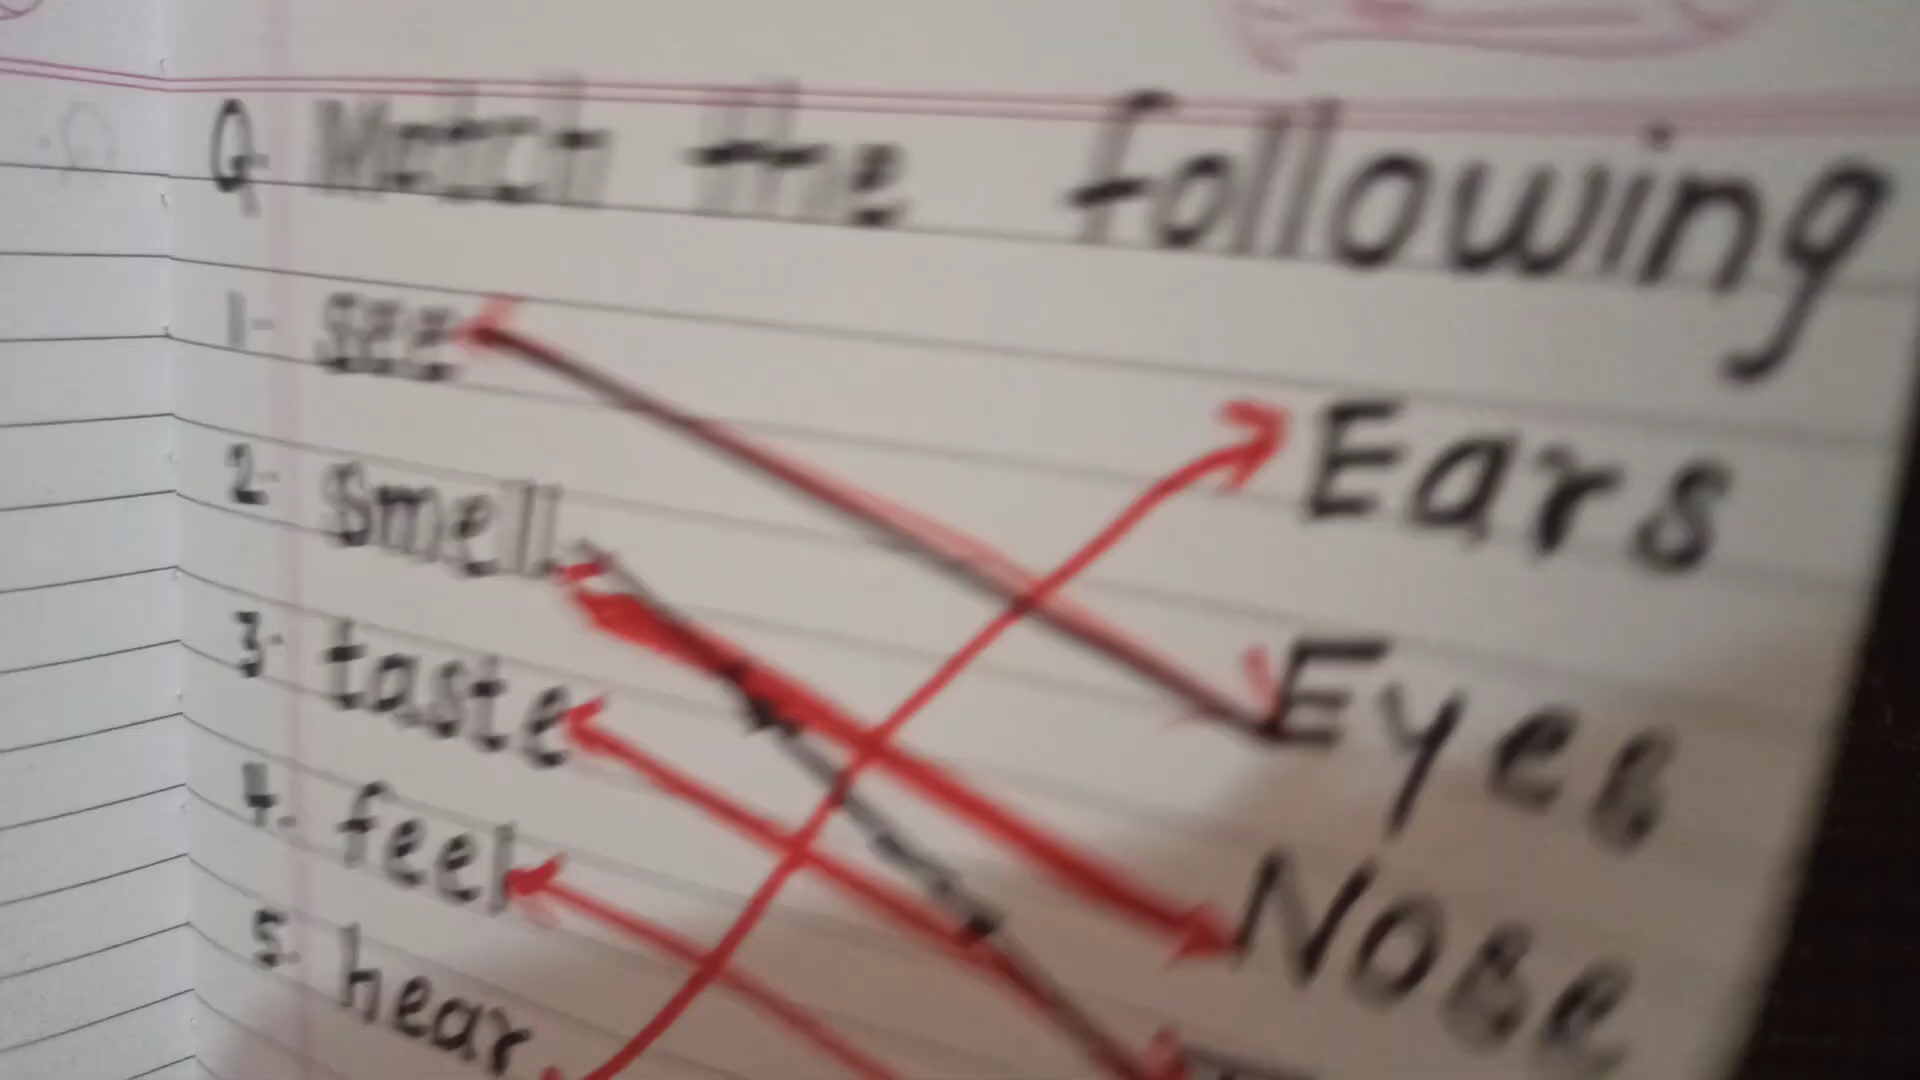 Q. Match the following
1- see
Ears
2- Smell
Eyes
3- taste
Nose
4. feel
5- hear